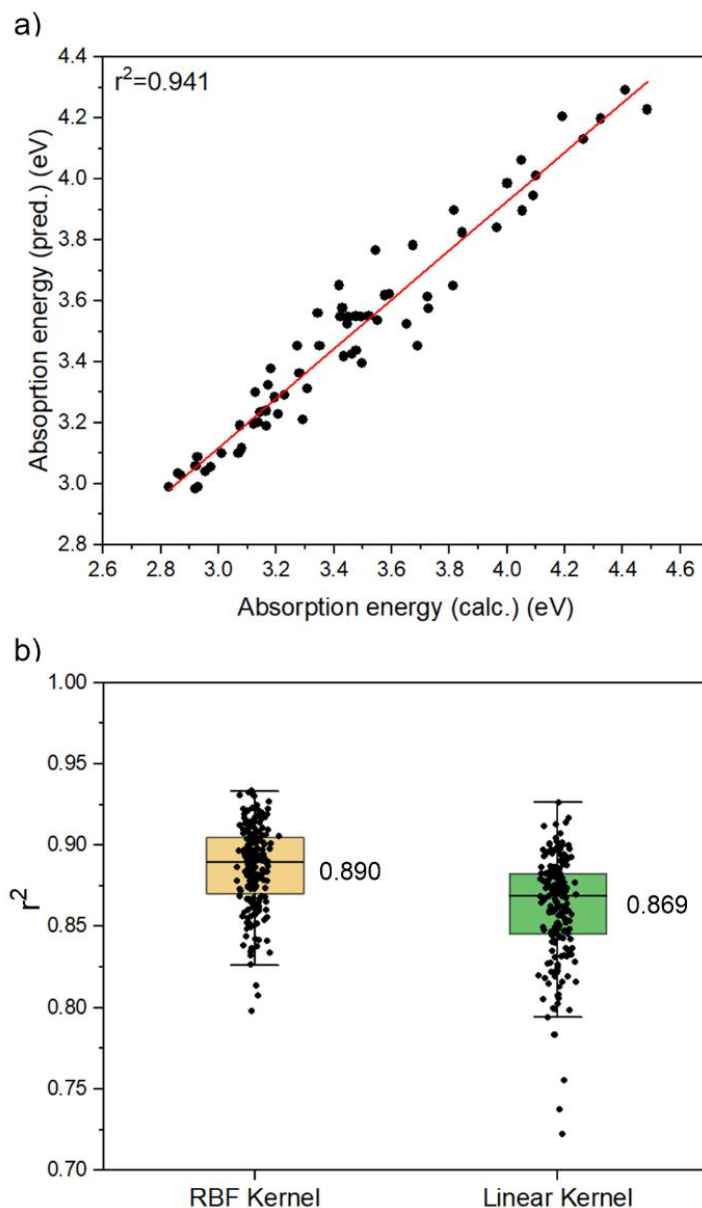 a)
r²=0.941
4.4
4.2
4.0
3.8
3.6
3.4
3.2
3.0
2.8
Absoprtion energy (pred.) (eV)
2.6 2.8 3.0 3.2 3.4 3.6 3.8 4.0 4.2 4.4 4.6
Absorption energy (calc.) (eV)
b)
1.00
0.95
0.90
0.85
0.80
0.75
0.70
r²
0.890
0.869
RBF Kernel Linear Kernel